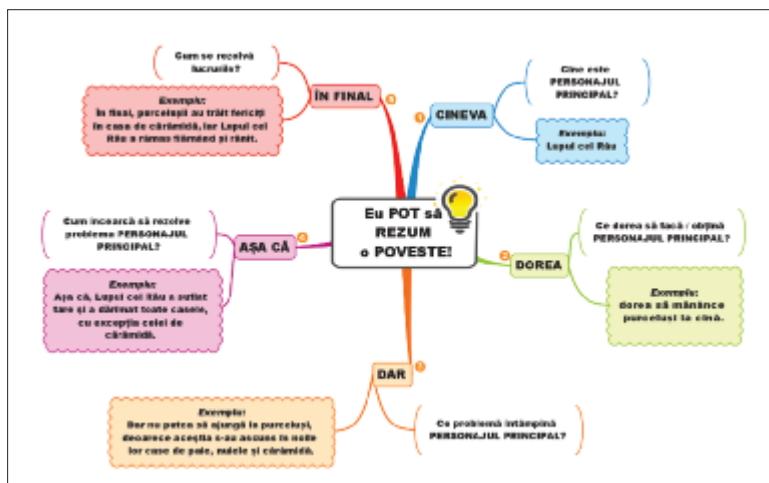 Eu POT să
REZUM
o POVESTE!
1
CINEVA
Cine este
PERSONAJUL
PRINCIPAL?
Exemplu:
Lupul cel Rău
2
DOREA
Ce dorea să facă / obțină
PERSONAJUL PRINCIPAL?
Exemplu:
dorea să mănânce
purceluși la cină.
3
DAR
Ce problemă întâmpină
PERSONAJUL PRINCIPAL?
Exemplu:
Dar nu putea să ajungă la purceluși,
deoarece aceștia s-au ascuns în noile
lor case de paie, nuiele și cărămidă.
4
AȘA CĂ
Cum încearcă să rezolve
problema PERSONAJUL
PRINCIPAL?
Exemplu:
Așa că, Lupul cel Rău a suflat
tare și a dărâmat toate casele,
cu excepția celei de
cărămidă.
5
ÎN FINAL
Cum se rezolvă
lucrurile?
Exemplu:
În final, purcelușii au trăit fericiți
în casa de cărămidă, iar Lupul cel
Rău a rămas flămând și rănit.